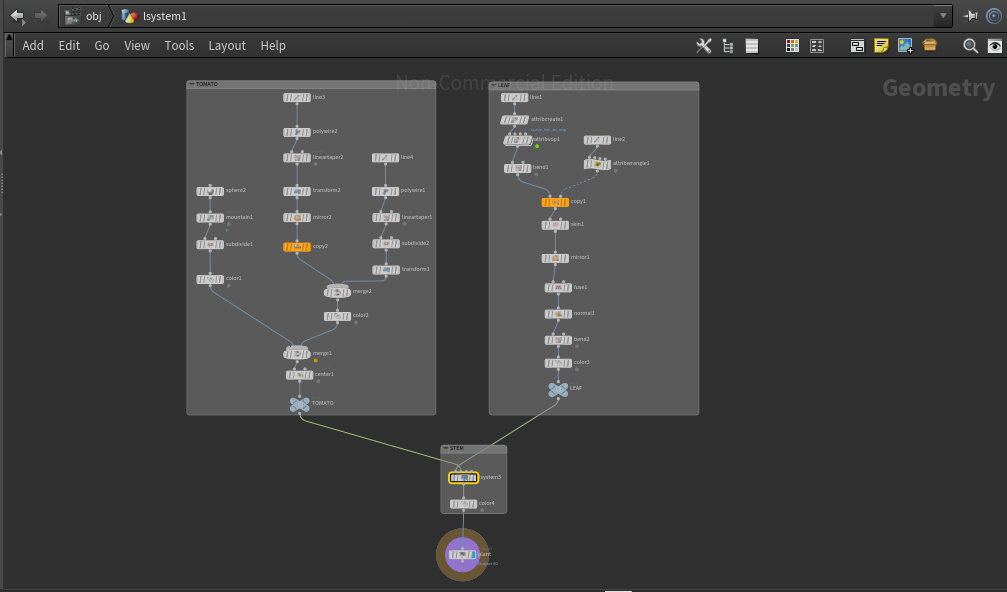 obj
lsystem1
Add Edit Go View Tools Layout Help
Non-Commercial Edition
Geometry
TOMATO
line3
polywire2
lineartaper2
line4
sphere2
transform2
polywire1
mountain1
mirror2
lineartaper1
subdivide1
copy2
subdivide2
color1
transform1
merge2
color2
merge1
center1
TOMATO
LEAF
line1
attribcreate1
attribvop1
line2
bend1
attribwrangle1
copy1
skin1
mirror1
fuse1
normal1
bend2
color3
LEAF
STEM
lsystem3
color4
plant